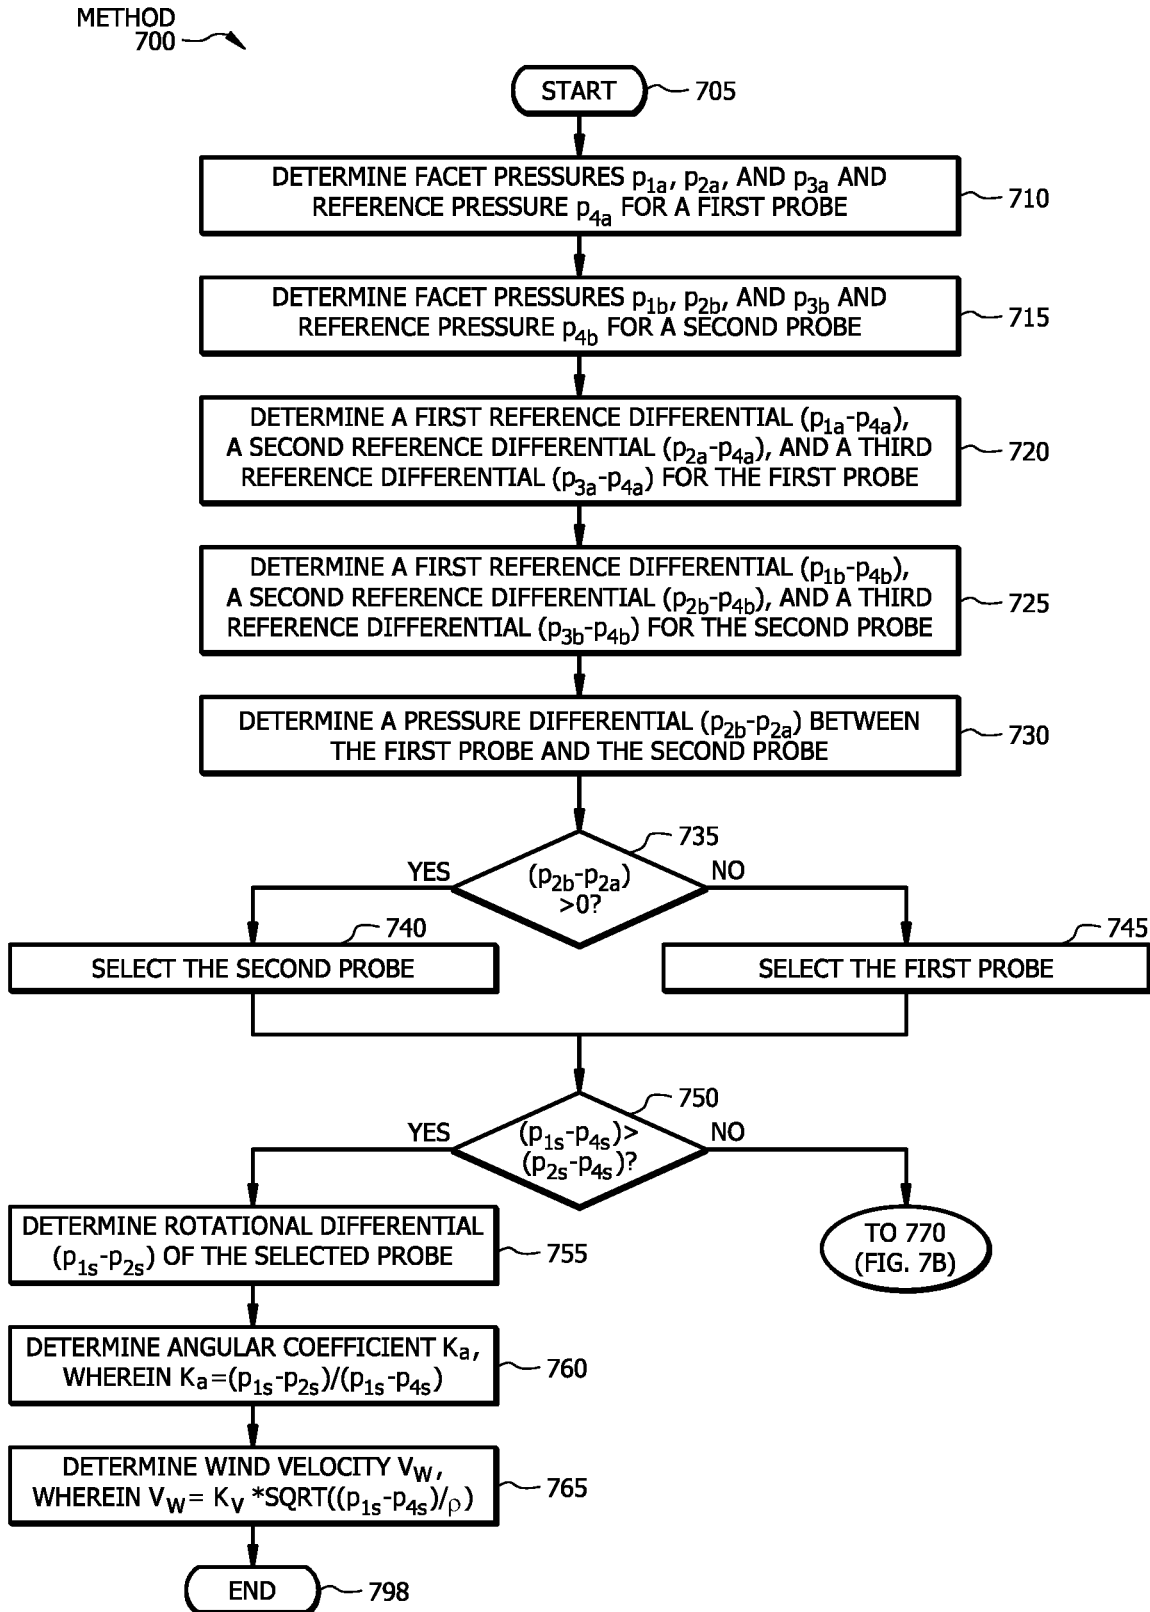 METHOD
700
START
705
DETERMINE FACET PRESSURES p1a, p2a, AND p3a AND
REFERENCE PRESSURE p4a FOR A FIRST PROBE
710
DETERMINE FACET PRESSURES p1b, p2b, AND p3b AND
REFERENCE PRESSURE p4b FOR A SECOND PROBE
715
DETERMINE A FIRST REFERENCE DIFFERENTIAL (p1a-p4a),
A SECOND REFERENCE DIFFERENTIAL (p2a-p4a), AND A THIRD
REFERENCE DIFFERENTIAL (p3a-p4a) FOR THE FIRST PROBE
720
DETERMINE A FIRST REFERENCE DIFFERENTIAL (p1b-p4b),
A SECOND REFERENCE DIFFERENTIAL (p2b-p4b), AND A THIRD
REFERENCE DIFFERENTIAL (p3b-p4b) FOR THE SECOND PROBE
725
DETERMINE A PRESSURE DIFFERENTIAL (p2b-p2a) BETWEEN
THE FIRST PROBE AND THE SECOND PROBE
730
735
YES
(p2b-p2a)
>0?
NO
740
SELECT THE SECOND PROBE
745
SELECT THE FIRST PROBE
750
YES
(p1s-p4s)>
(p2s-p4s)?
NO
DETERMINE ROTATIONAL DIFFERENTIAL
(p1s-p2s) OF THE SELECTED PROBE
755
TO 770
(FIG. 7B)
DETERMINE ANGULAR COEFFICIENT Ka,
WHEREIN Ka=(p1s-p2s)/(p1s-p4s)
760
DETERMINE WIND VELOCITY VW,
WHEREIN VW= KV *SQRT((p1s-p4s)/ρ)
765
END
798